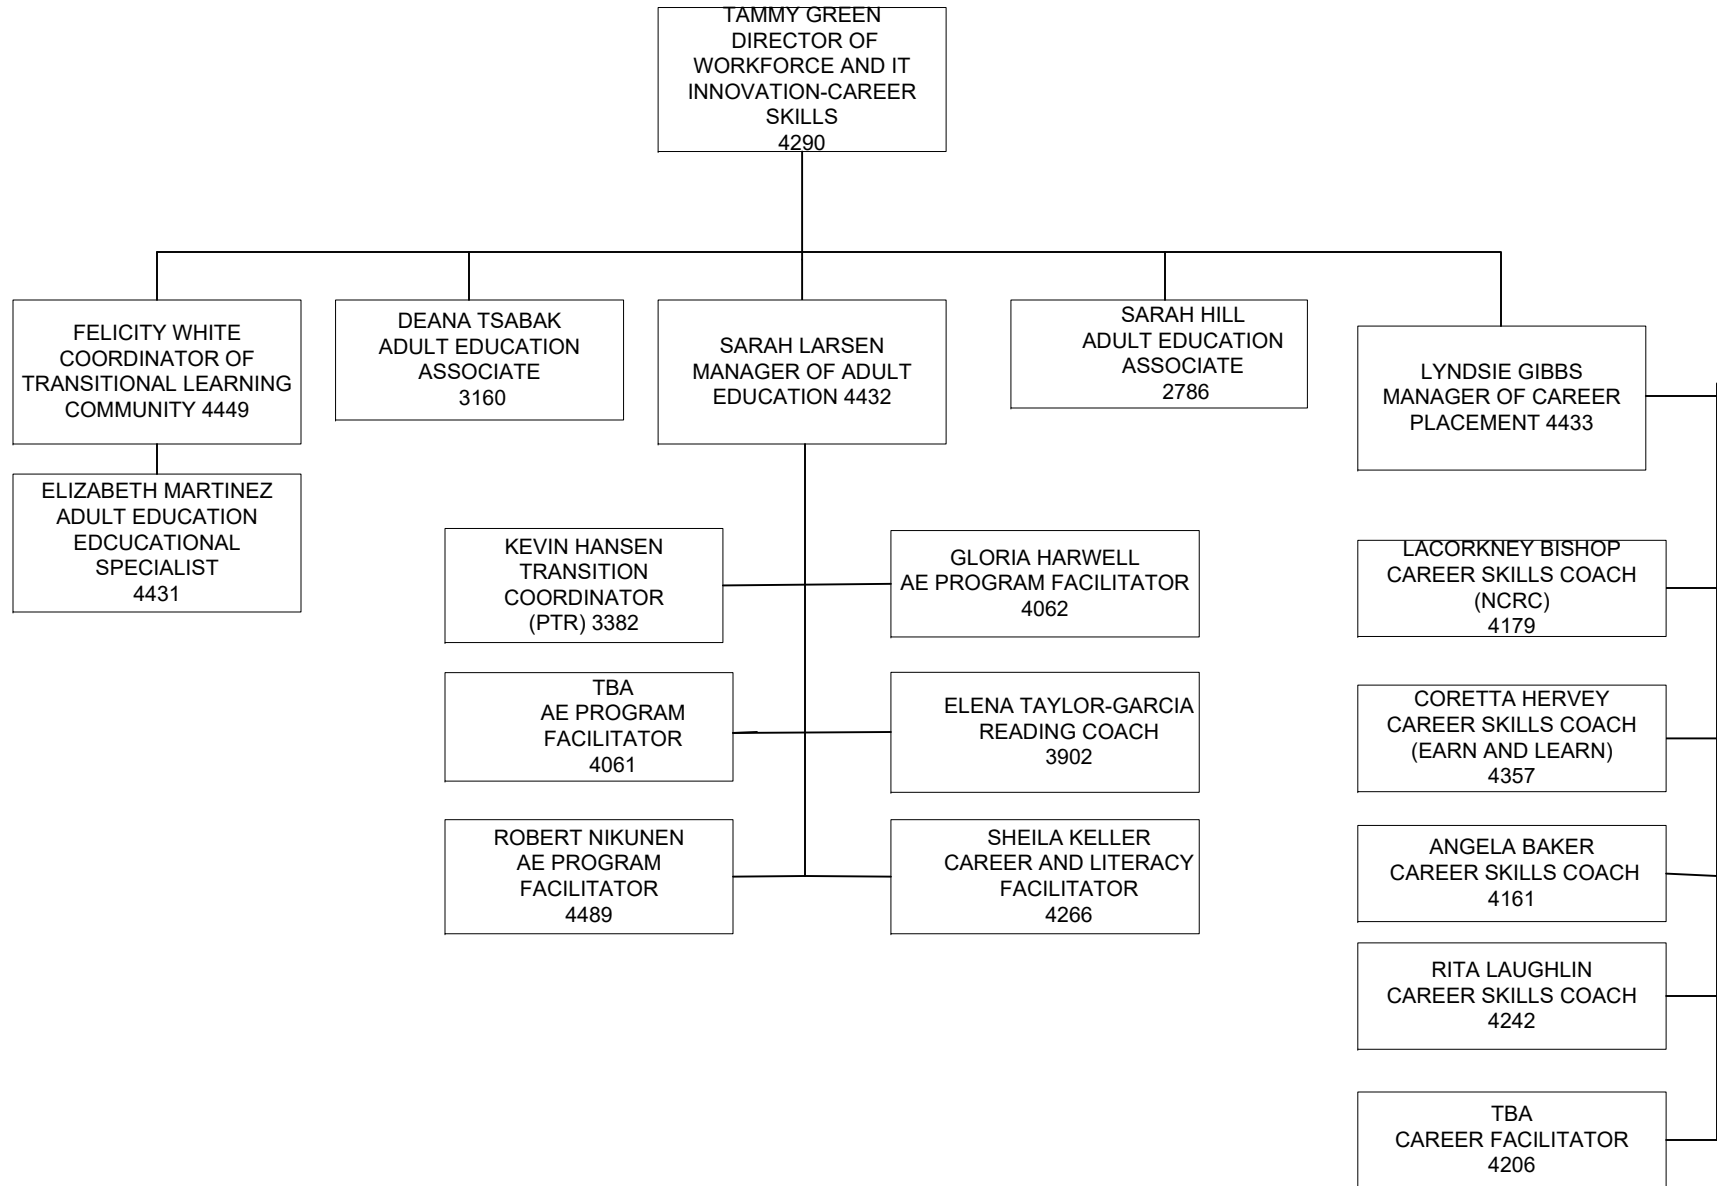 TAMMY GREEN
DIRECTOR OF
WORKFORCE AND IT
INNOVATION-CAREER
SKILLS
4290
FELICITY WHITE
COORDINATOR OF
TRANSITIONAL LEARNING
COMMUNITY 4449
DEANA TSABAK
ADULT EDUCATION
ASSOCIATE
3160
SARAH LARSEN
MANAGER OF ADULT
EDUCATION 4432
SARAH HILL
ADULT EDUCATION
ASSOCIATE
2786
LYNDSIE GIBBS
MANAGER OF CAREER
PLACEMENT 4433
ELIZABETH MARTINEZ
ADULT EDUCATION
EDCUCATIONAL
SPECIALIST
4431
KEVIN HANSEN
TRANSITION
COORDINATOR
(PTR) 3382
GLORIA HARWELL
AE PROGRAM FACILITATOR
4062
LACORKNEY BISHOP
CAREER SKILLS COACH
(NCRC)
4179
TBA
AE PROGRAM
FACILITATOR
4061
ELENA TAYLOR-GARCIA
READING COACH
3902
CORETTA HERVEY
CAREER SKILLS COACH
(EARN AND LEARN)
4357
ROBERT NIKUNEN
AE PROGRAM
FACILITATOR
4489
SHEILA KELLER
CAREER AND LITERACY
FACILITATOR
4266
ANGELA BAKER
CAREER SKILLS COACH
4161
RITA LAUGHLIN
CAREER SKILLS COACH
4242
TBA
CAREER FACILITATOR
4206